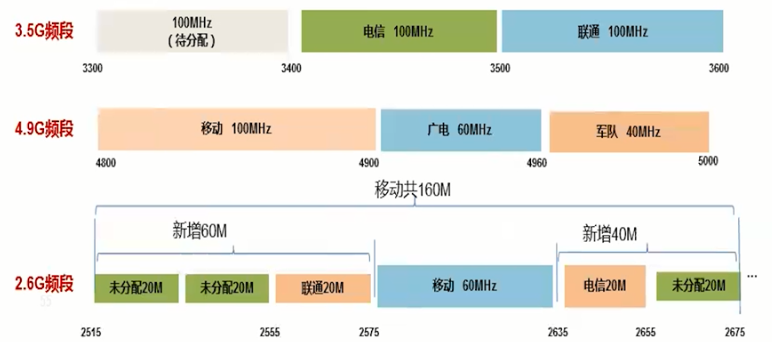 3.5G频段
100MHz
（待分配）
电信 100MHz
联通 100MHz
3300
3400
3500
3600
4.9G频段
移动 100MHz
广电 60MHz
军队 40MHz
4800
4900
4960
5000
移动共160M
新增60M
新增40M
2.6G频段
未分配20M
未分配20M
联通20M
移动 60MHz
电信20M
未分配20M
...
2515
2555
2575
2635
2655
2675